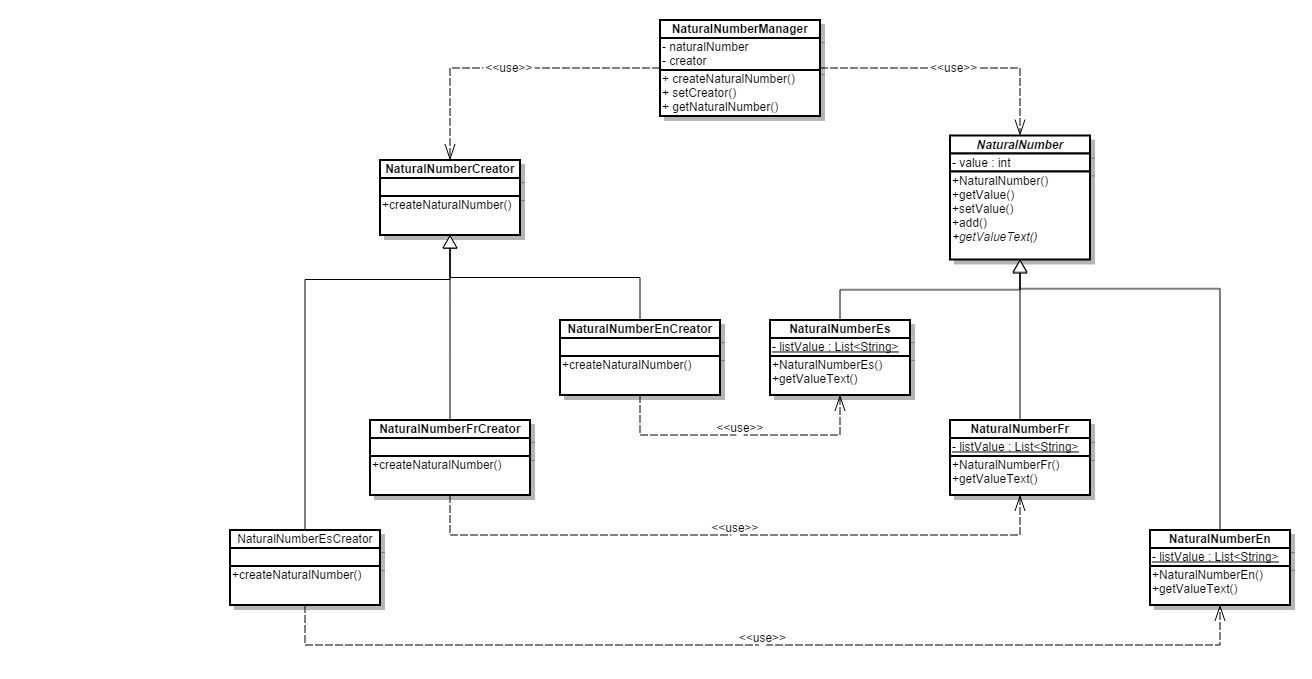 NaturalNumberManager
- naturalNumber
- creator
+ createNaturalNumber()
+ setCreator()
+ getNaturalNumber()
<<use>>
<<use>>
NaturalNumber
- value : int
+NaturalNumber()
+getValue()
+setValue()
+add()
+getValueText()
NaturalNumberCreator
+createNaturalNumber()
NaturalNumberEnCreator
+createNaturalNumber()
NaturalNumberEs
- listValue : List<String>
+NaturalNumberEs()
+getValueText()
<<use>>
NaturalNumberFrCreator
+createNaturalNumber()
NaturalNumberFr
- listValue : List<String>
+NaturalNumberFr()
+getValueText()
<<use>>
NaturalNumberEsCreator
+createNaturalNumber()
NaturalNumberEn
- listValue : List<String>
+NaturalNumberEn()
+getValueText()
<<use>>